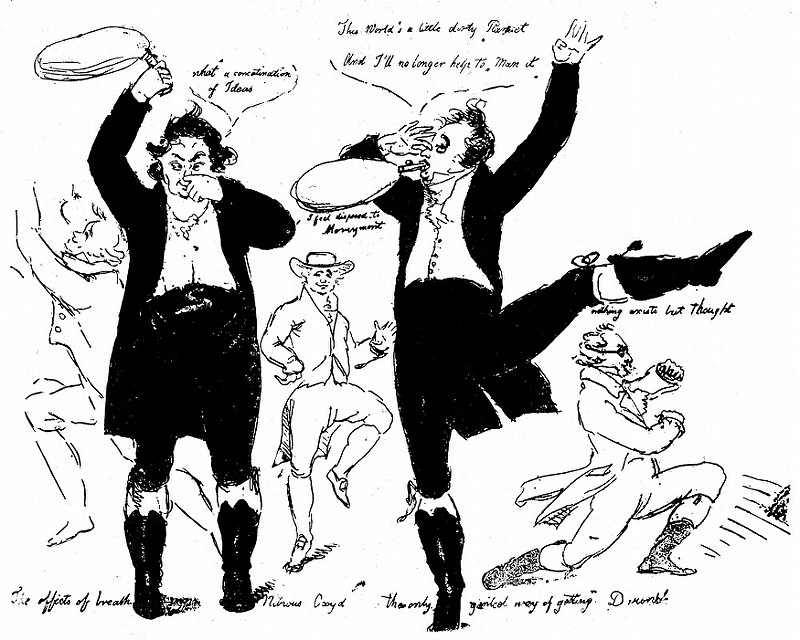 This World's a little dirty Planet
And I'll no longer help to Man it
what a concatination
of Ideas
I feel disposed to
Merryment
nothing exists but Thought
The effects of breath Nitrous Oxyd the only way of getting Drunk